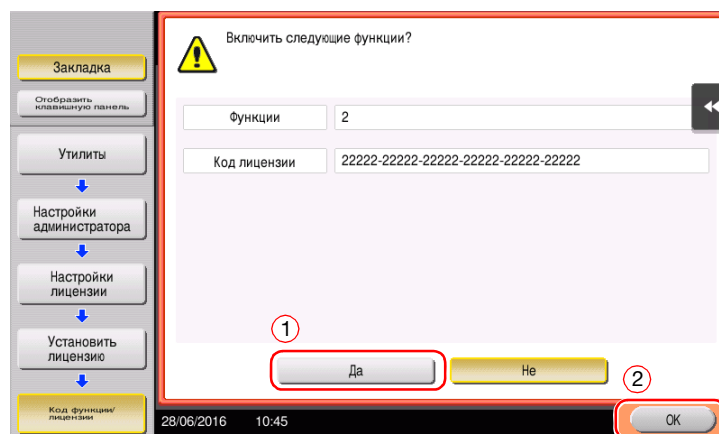 Закладка
Отобразить
клавишную панель
Утилиты
Настройки
администратора
Настройки
лицензии
Установить
лицензию
Код функции/
лицензии
Включить следующие функции?
Функции 2
Код лицензии 22222-22222-22222-22222-22222-22222
1
Да Не
2
28/06/2016 10:45 OK